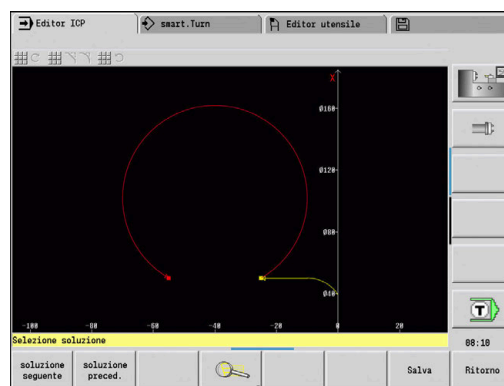 Editor ICP
smart.Turn
Editor utensile
X
Ø160
Ø120
Ø80
Ø40
-100 -80 -60 -40 -20 0 20
Selezione soluzione
T
08:10
soluzione seguente
soluzione preced.
Salva
Ritorno